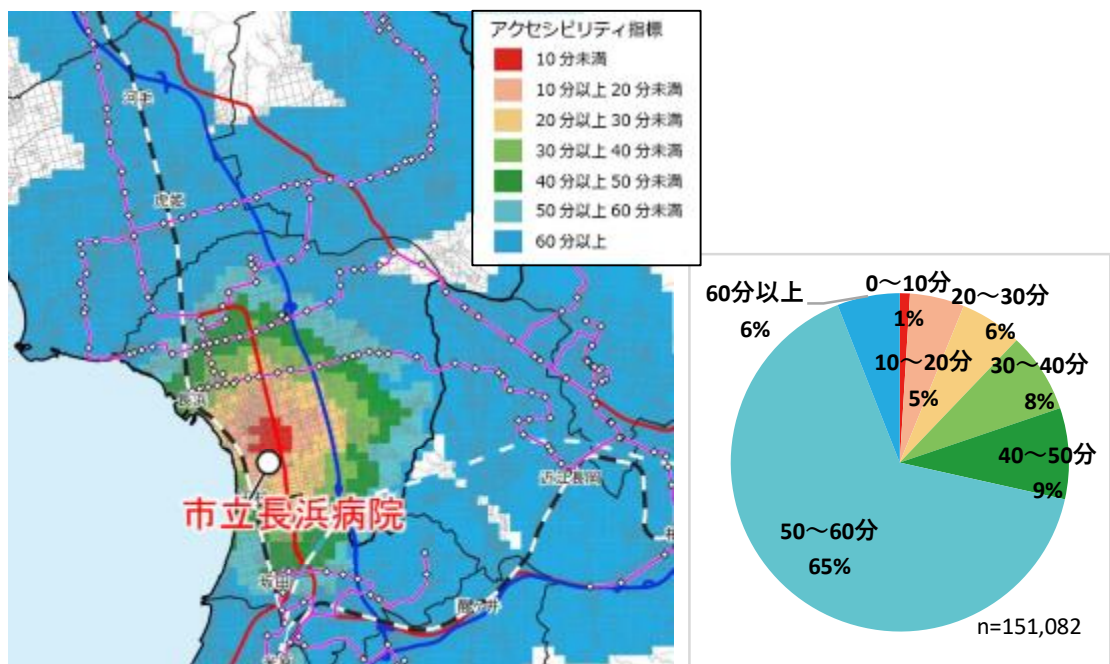 アクセシビリティ指標
10分未満
10分以上 20分未満
20分以上 30分未満
30分以上 40分未満
40分以上 50分未満
50分以上 60分未満
60分以上
河毛
虎姫
長浜
市立長浜病院
近江長岡
坂田
醒ヶ井
60分以上
6%
0～10分
1%
10～20分
5%
20～30分
6%
30～40分
8%
40～50分
9%
50～60分
65%
n=151,082